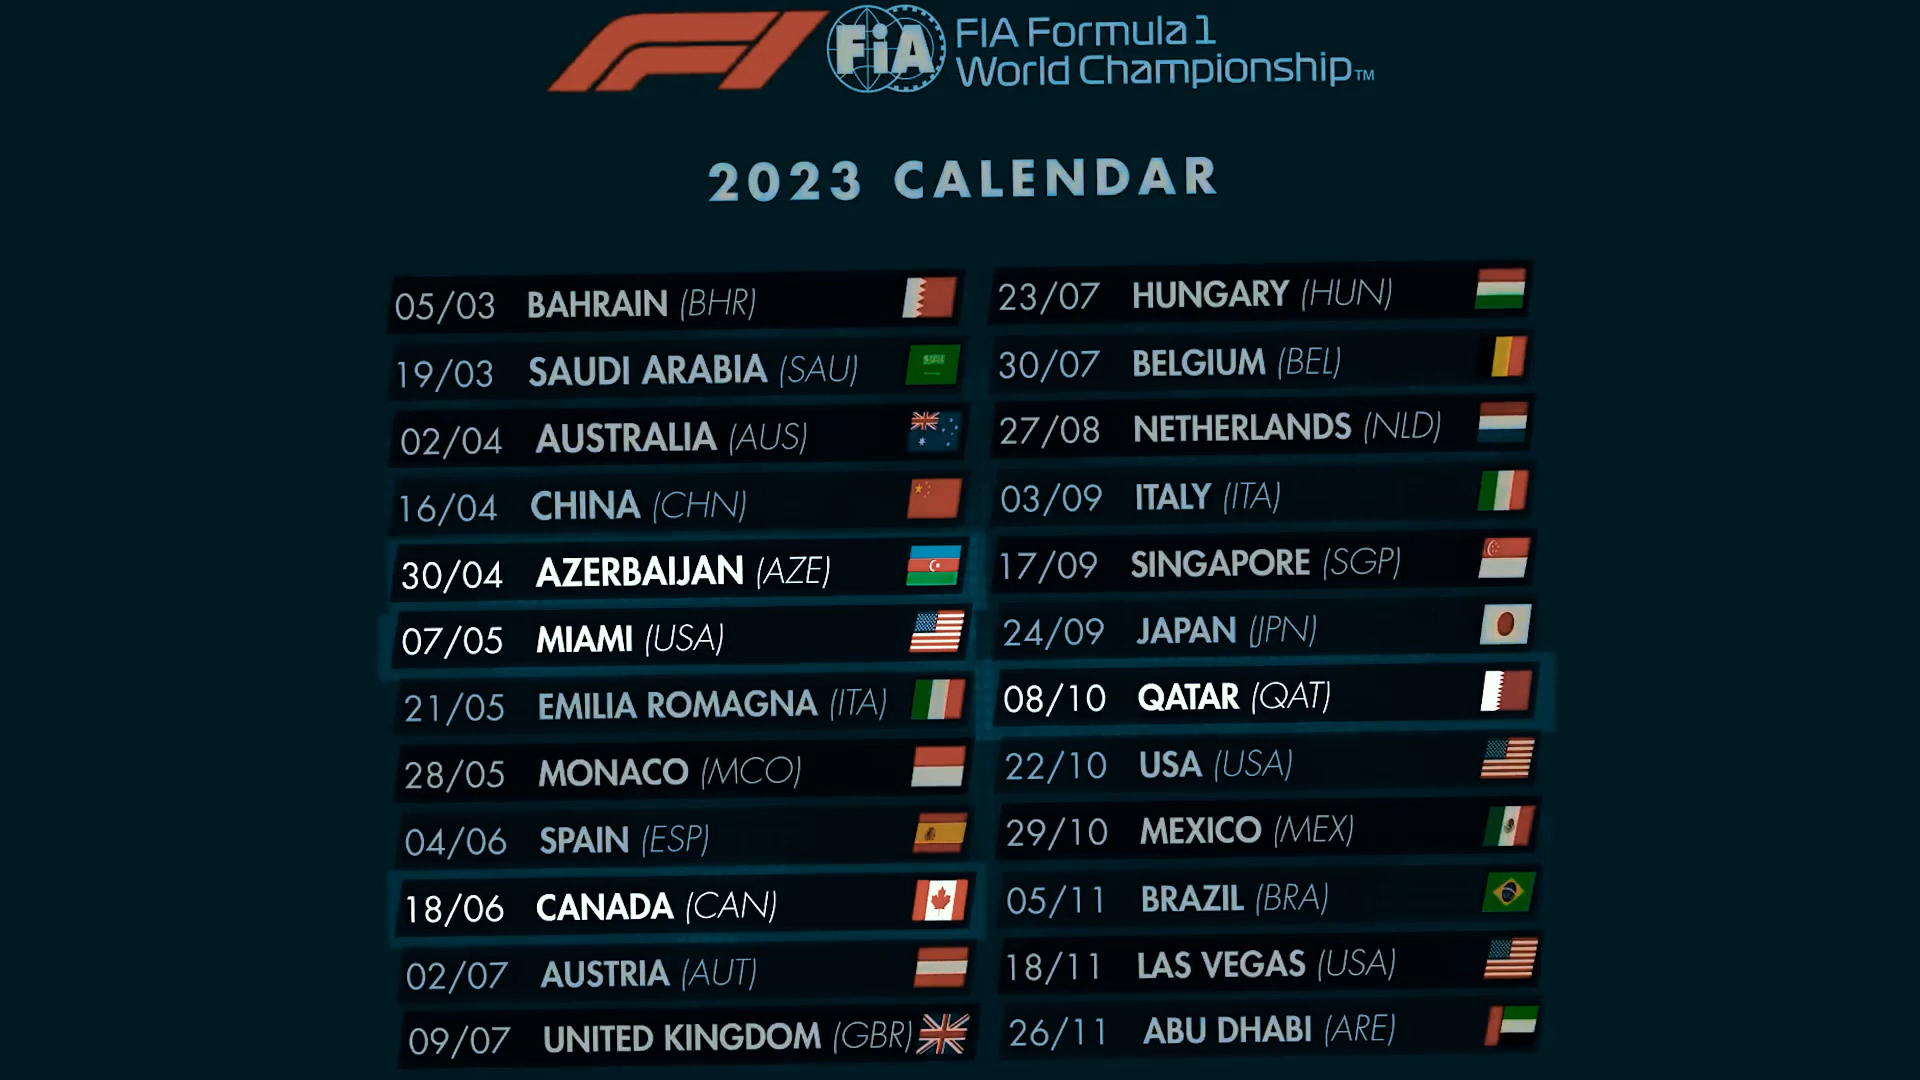 F1 FiA FIA Formula 1
World Championship™
2023 CALENDAR
05/03 BAHRAIN (BHR)
19/03 SAUDI ARABIA (SAU)
02/04 AUSTRALIA (AUS)
16/04 CHINA (CHN)
30/04 AZERBAIJAN (AZE)
07/05 MIAMI (USA)
21/05 EMILIA ROMAGNA (ITA)
28/05 MONACO (MCO)
04/06 SPAIN (ESP)
18/06 CANADA (CAN)
02/07 AUSTRIA (AUT)
09/07 UNITED KINGDOM (GBR)
23/07 HUNGARY (HUN)
30/07 BELGIUM (BEL)
27/08 NETHERLANDS (NLD)
03/09 ITALY (ITA)
17/09 SINGAPORE (SGP)
24/09 JAPAN (JPN)
08/10 QATAR (QAT)
22/10 USA (USA)
29/10 MEXICO (MEX)
05/11 BRAZIL (BRA)
18/11 LAS VEGAS (USA)
26/11 ABU DHABI (ARE)